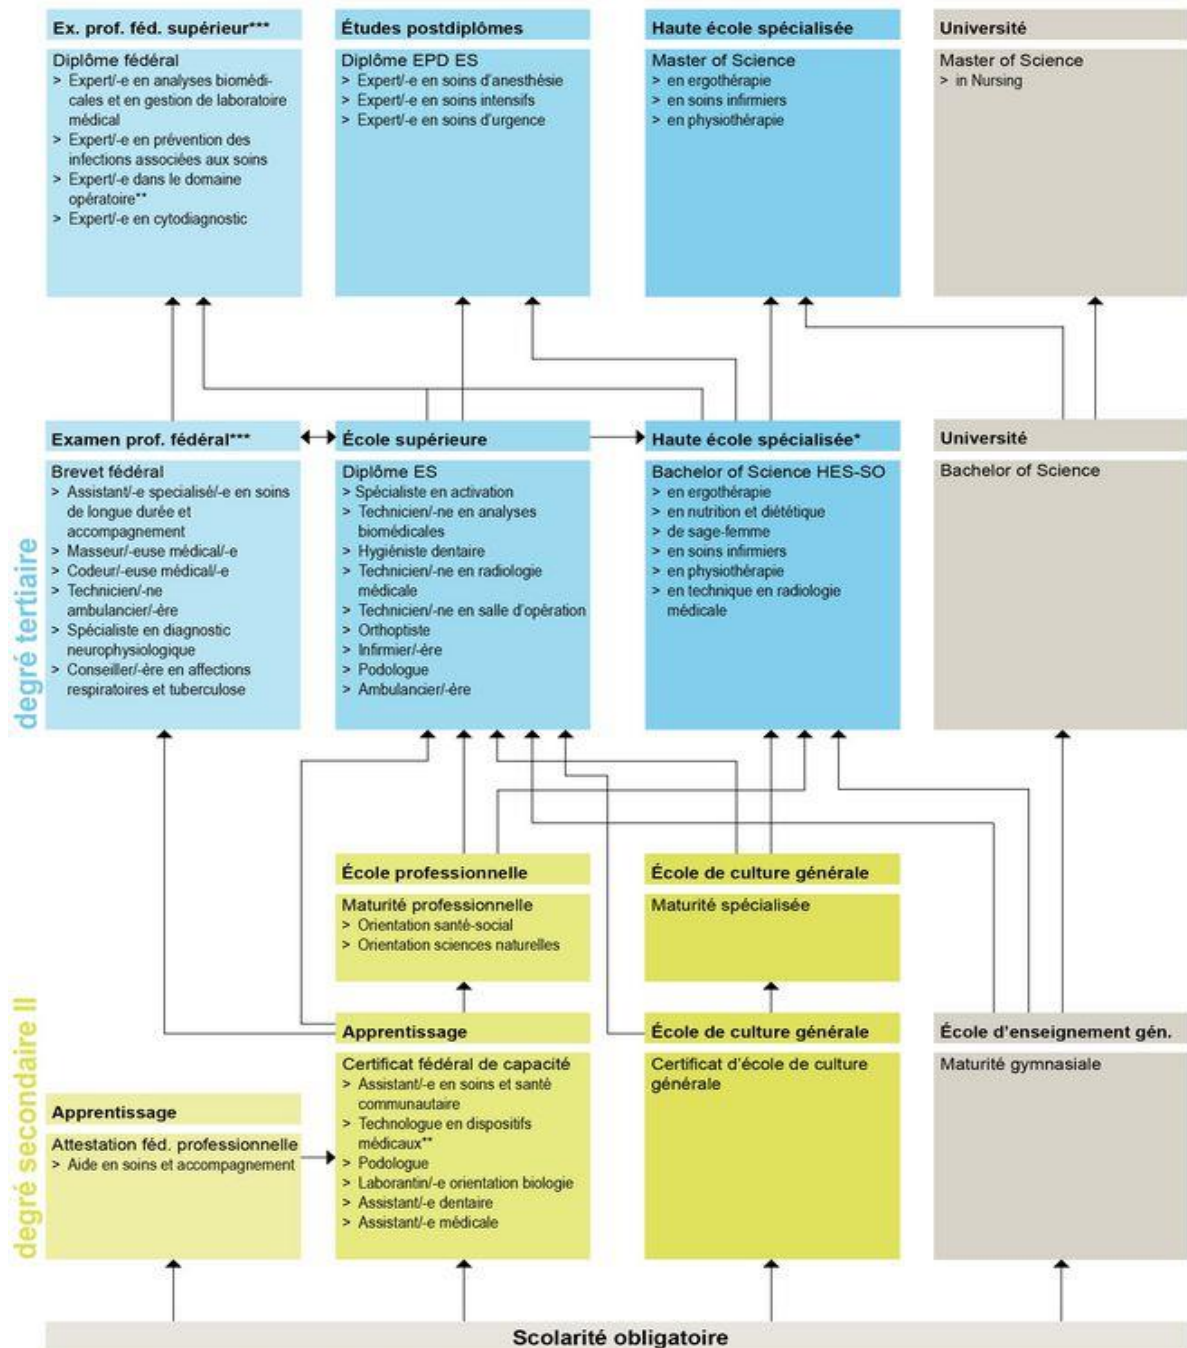 Ex. prof. féd. supérieur***
Diplôme fédéral
> Expert/-e en analyses biomédi-
cales et en gestion de laboratoire
médical
> Expert/-e en prévention des
infections associées aux soins
> Expert/-e dans le domaine
opératoire**
> Expert/-e en cytodiagnostic
Études postdiplômes
Diplôme EPD ES
> Expert/-e en soins d'anesthésie
> Expert/-e en soins intensifs
> Expert/-e en soins d'urgence
Haute école spécialisée
Master of Science
> en ergothérapie
> en soins infirmiers
> en physiothérapie
Université
Master of Science
> in Nursing
degré tertiaire
Examen prof. fédéral***
Brevet fédéral
> Assistant/-e specialisé/-e en soins
de longue durée et
accompagnement
> Masseur/-euse médical/-e
> Codeur/-euse médical/-e
> Technicien/-ne
ambulancier/-ère
> Spécialiste en diagnostic
neurophysiologique
> Conseiller/-ère en affections
respiratoires et tuberculose
École supérieure
Diplôme ES
> Spécialiste en activation
> Technicien/-ne en analyses
biomédicales
> Hygiéniste dentaire
> Technicien/-ne en radiologie
médicale
> Technicien/-ne en salle d'opération
> Orthoptiste
> Infirmier/-ère
> Podologue
> Ambulancier/-ère
Haute école spécialisée*
Bachelor of Science HES-SO
> en ergothérapie
> en nutrition et diététique
> de sage-femme
> en soins infirmiers
> en physiothérapie
> en technique en radiologie
médicale
Université
Bachelor of Science
degré secondaire II
École professionnelle
Maturité professionnelle
> Orientation santé-social
> Orientation sciences naturelles
École de culture générale
Maturité spécialisée
Apprentissage
Attestation féd. professionnelle
> Aide en soins et accompagnement
Apprentissage
Certificat fédéral de capacité
> Assistant/-e en soins et santé
communautaire
> Technologue en dispositifs
médicaux**
> Podologue
> Laborantin/-e orientation biologie
> Assistant/-e dentaire
> Assistant/-e médicale
École de culture générale
Certificat d'école de culture
générale
École d'enseignement gén.
Maturité gymnasiale
Scolarité obligatoire